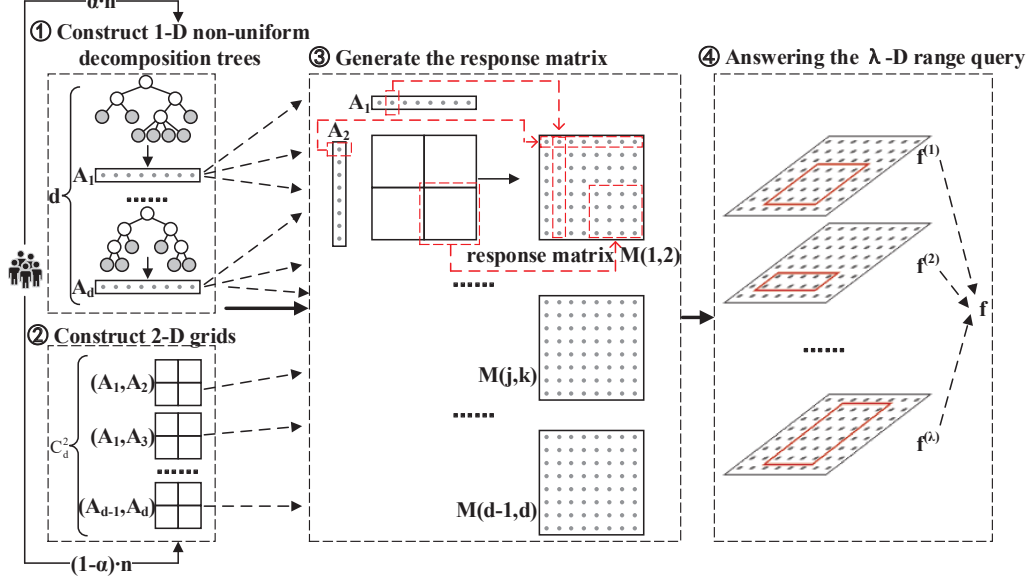 α·n
① Construct 1-D non-uniform
decomposition trees
d
A₁
......
A_d
② Construct 2-D grids
C_d^2
(A₁,A₂)
(A₁,A₃)
......
(A_{d-1},A_d)
(1-α)·n
③ Generate the response matrix
A₁
A₂
response matrix M(1,2)
......
M(j,k)
......
M(d-1,d)
④ Answering the λ-D range query
f⁽¹⁾
f⁽²⁾
f
......
f⁽λ⁾